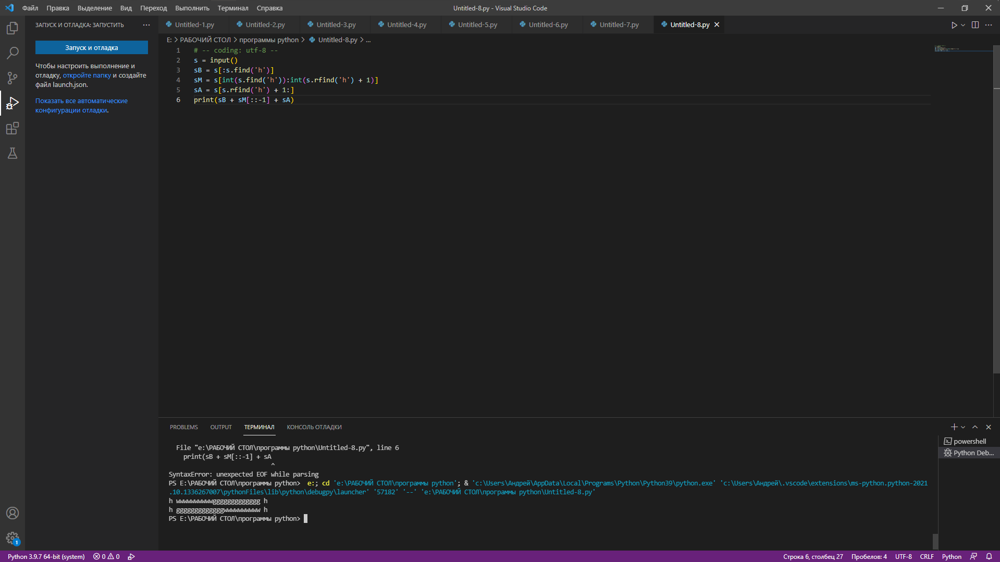 Файл Правка Выделение Вид Переход Выполнить Терминал Справка
Untitled-8.py - Visual Studio Code
ЗАПУСК И ОТЛАДКА: ЗАПУСТИТЬ
Запуск и отладка
Чтобы настроить выполнение и
отладку, откройте папку и создайте
файл launch.json.
Показать все автоматические
конфигурации отладки.
Untitled-1.py Untitled-2.py Untitled-3.py Untitled-4.py Untitled-5.py Untitled-6.py Untitled-7.py Untitled-8.py
E: > РАБОЧИЙ СТОЛ > программы python > Untitled-8.py > ...
1 # -- coding: utf-8 --
2 s = input()
3 sB = s[:s.find('h')]
4 sM = s[int(s.find('h')):int(s.rfind('h') + 1)]
5 sA = s[s.rfind('h') + 1:]
6 print(sB + sM[::-1] + sA)
PROBLEMS OUTPUT ТЕРМИНАЛ КОНСОЛЬ ОТЛАДКИ
File "e:\РАБОЧИЙ СТОЛ\программы python\Untitled-8.py", line 6
print(sB + sM[::-1] + sA
^
SyntaxError: unexpected EOF while parsing
PS E:\РАБОЧИЙ СТОЛ\программы python> e:; cd 'e:\РАБОЧИЙ СТОЛ\программы python'; & 'c:\Users\Андрей\AppData\Local\Programs\Python\Python39\python.exe' 'c:\Users\Андрей\.vscode\extensions\ms-python.python-2021
.10.1336267007\pythonFiles\lib\python\debugpy\launcher' '57182' '--' 'e:\РАБОЧИЙ СТОЛ\программы python\Untitled-8.py'
h wwwwwwwwwwggggggggggggg h
h gggggggggggggwwwwwwwwww h
PS E:\РАБОЧИЙ СТОЛ\программы python>
powershell
Python Deb...
1
Python 3.9.7 64-bit (system) 0 0
Строка 6, столбец 27 Пробелов: 4 UTF-8 CRLF Python